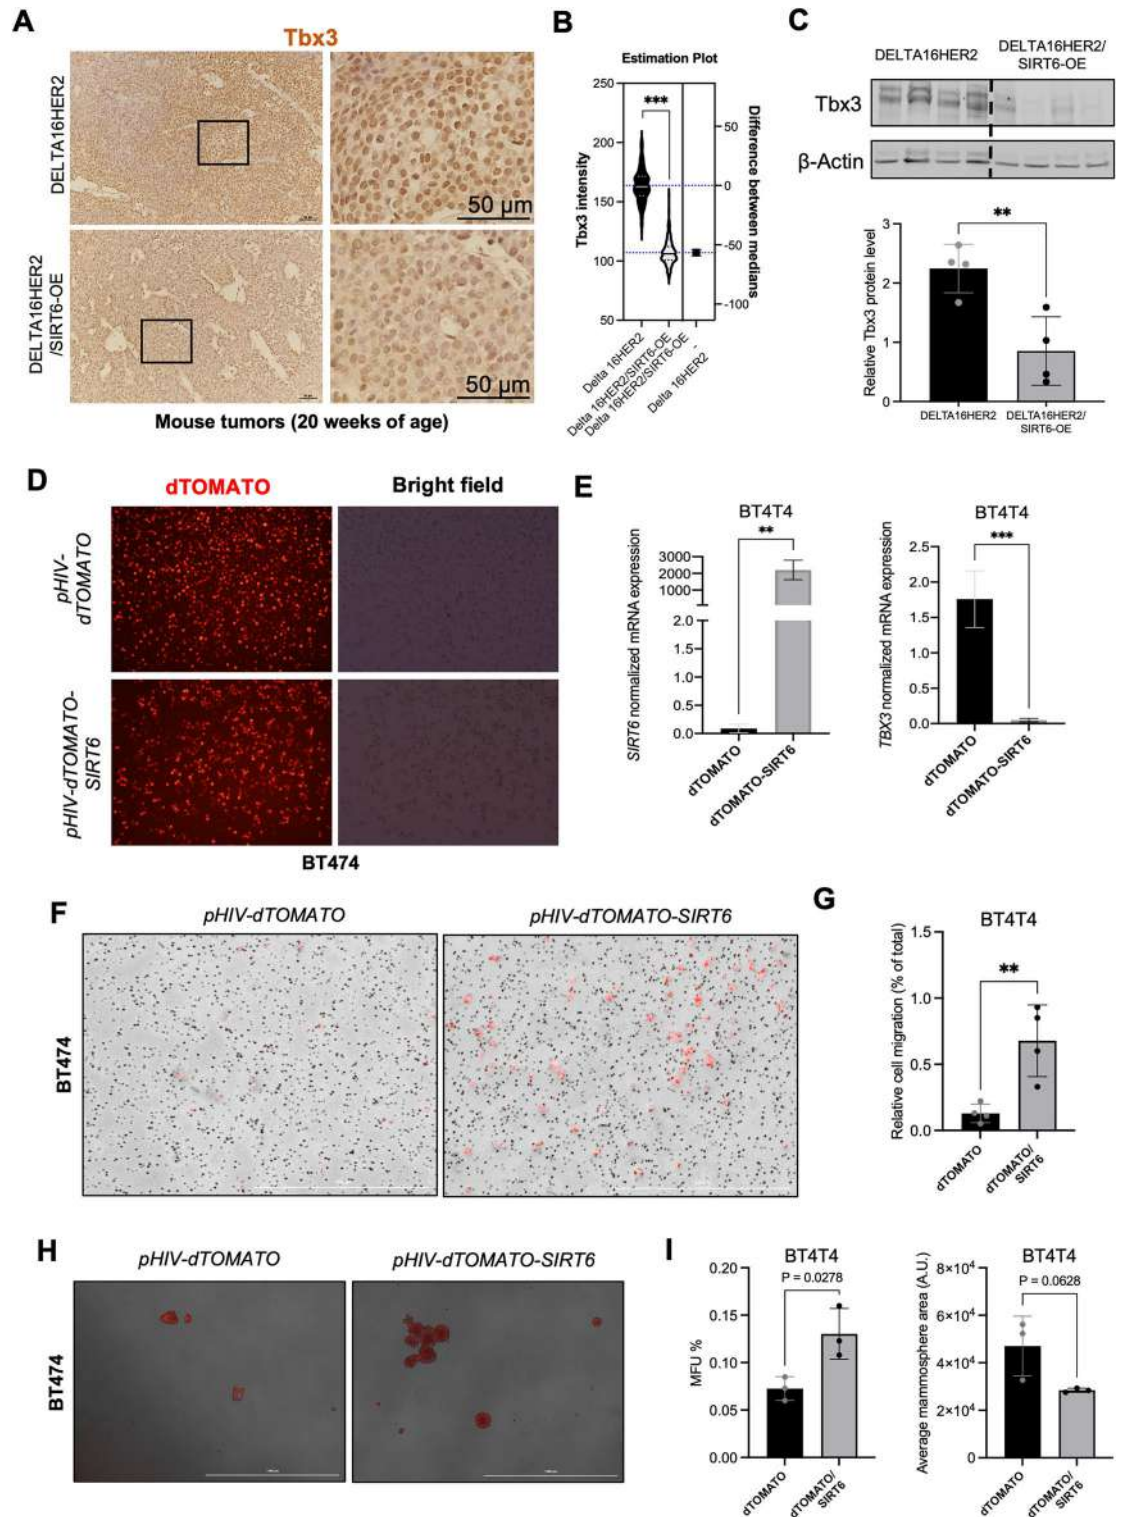 A
Tbx3
DELTA16HER2
DELTA16HER2
/SIRT6-OE
50 µm
50 µm
Mouse tumors (20 weeks of age)
B
Estimation Plot
***
250
200
150
100
50
Tbx3 intensity
50
0
-50
-100
Difference between medians
Delta 16HER2
Delta 16HER2/SIRT6-OE
Delta 16HER2/SIRT6-OE
-
Delta 16HER2
C
DELTA16HER2
DELTA16HER2/
SIRT6-OE
Tbx3
β-Actin
**
3
2
1
0
Relative Tbx3 protein level
DELTA16HER2
DELTA16HER2/
SIRT6-OE
D
dTOMATO
Bright field
pHIV-
dTOMATO
pHIV-dTOMATO-
SIRT6
BT474
E
BT4T4
**
3000
2000
1000
2.0
1.5
1.0
0.5
0.0
SIRT6 normalized mRNA expression
dTOMATO
dTOMATO-SIRT6
BT4T4
***
2.5
2.0
1.5
1.0
0.5
0.0
TBX3 normalized mRNA expression
dTOMATO
dTOMATO-SIRT6
F
pHIV-dTOMATO
pHIV-dTOMATO-SIRT6
BT474
G
BT4T4
**
1.5
1.0
0.5
0.0
Relative cell migration (% of total)
dTOMATO
dTOMATO/
SIRT6
H
pHIV-dTOMATO
pHIV-dTOMATO-SIRT6
BT474
I
BT4T4
P = 0.0278
0.20
0.15
0.10
0.05
0.00
MFU %
dTOMATO
dTOMATO/
SIRT6
BT4T4
P = 0.0628
8×10⁴
6×10⁴
4×10⁴
2×10⁴
0
Average mammosphere area (A.U.)
dTOMATO
dTOMATO/
SIRT6